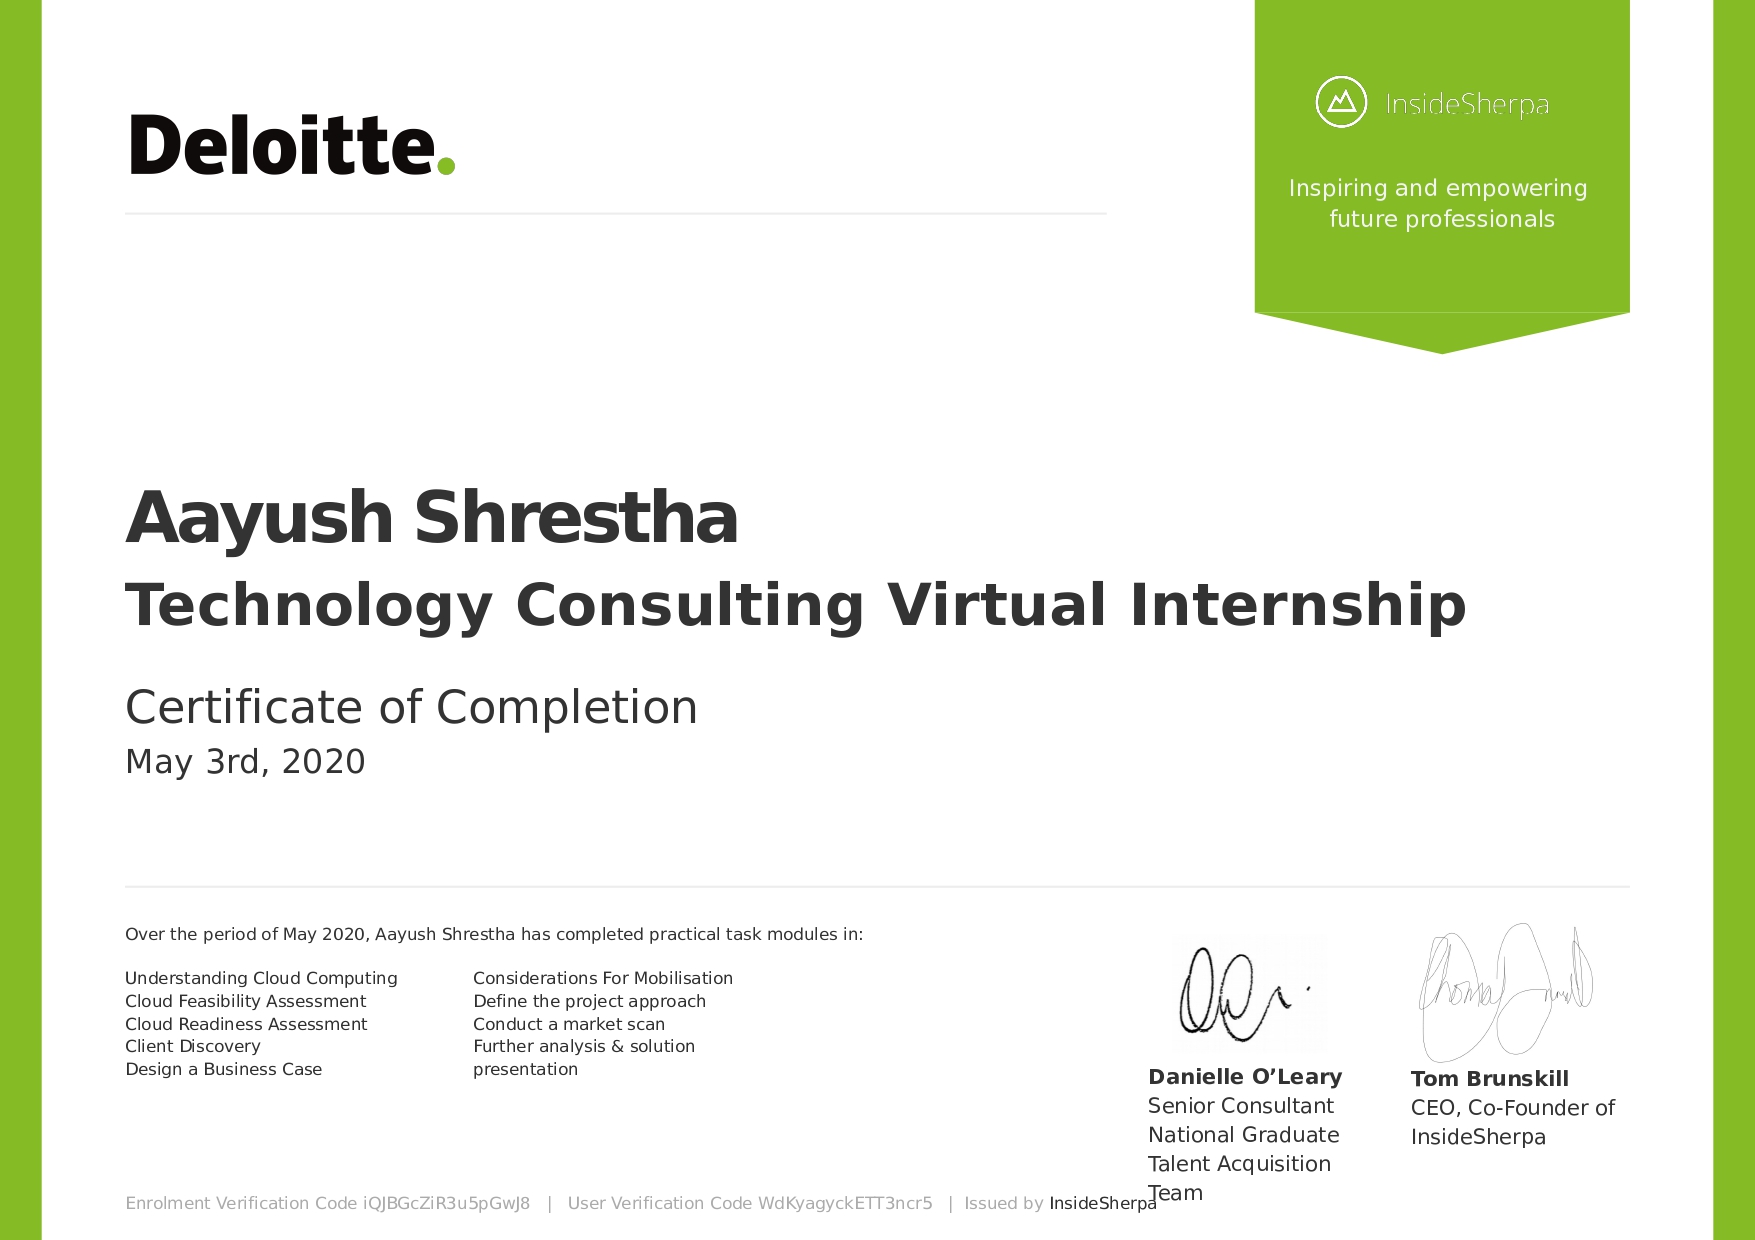 Deloitte.
InsideSherpa
Inspiring and empowering
future professionals
Aayush Shrestha
Technology Consulting Virtual Internship
Certificate of Completion
May 3rd, 2020
Over the period of May 2020, Aayush Shrestha has completed practical task modules in:
Understanding Cloud Computing
Cloud Feasibility Assessment
Cloud Readiness Assessment
Client Discovery
Design a Business Case
Considerations For Mobilisation
Define the project approach
Conduct a market scan
Further analysis & solution
presentation
Danielle O’Leary
Senior Consultant
National Graduate
Talent Acquisition
Team
Tom Brunskill
CEO, Co-Founder of
InsideSherpa
Enrolment Verification Code iQJBGcZiR3u5pGwJ8 | User Verification Code WdKyagyckETT3ncr5 | Issued by InsideSherpa